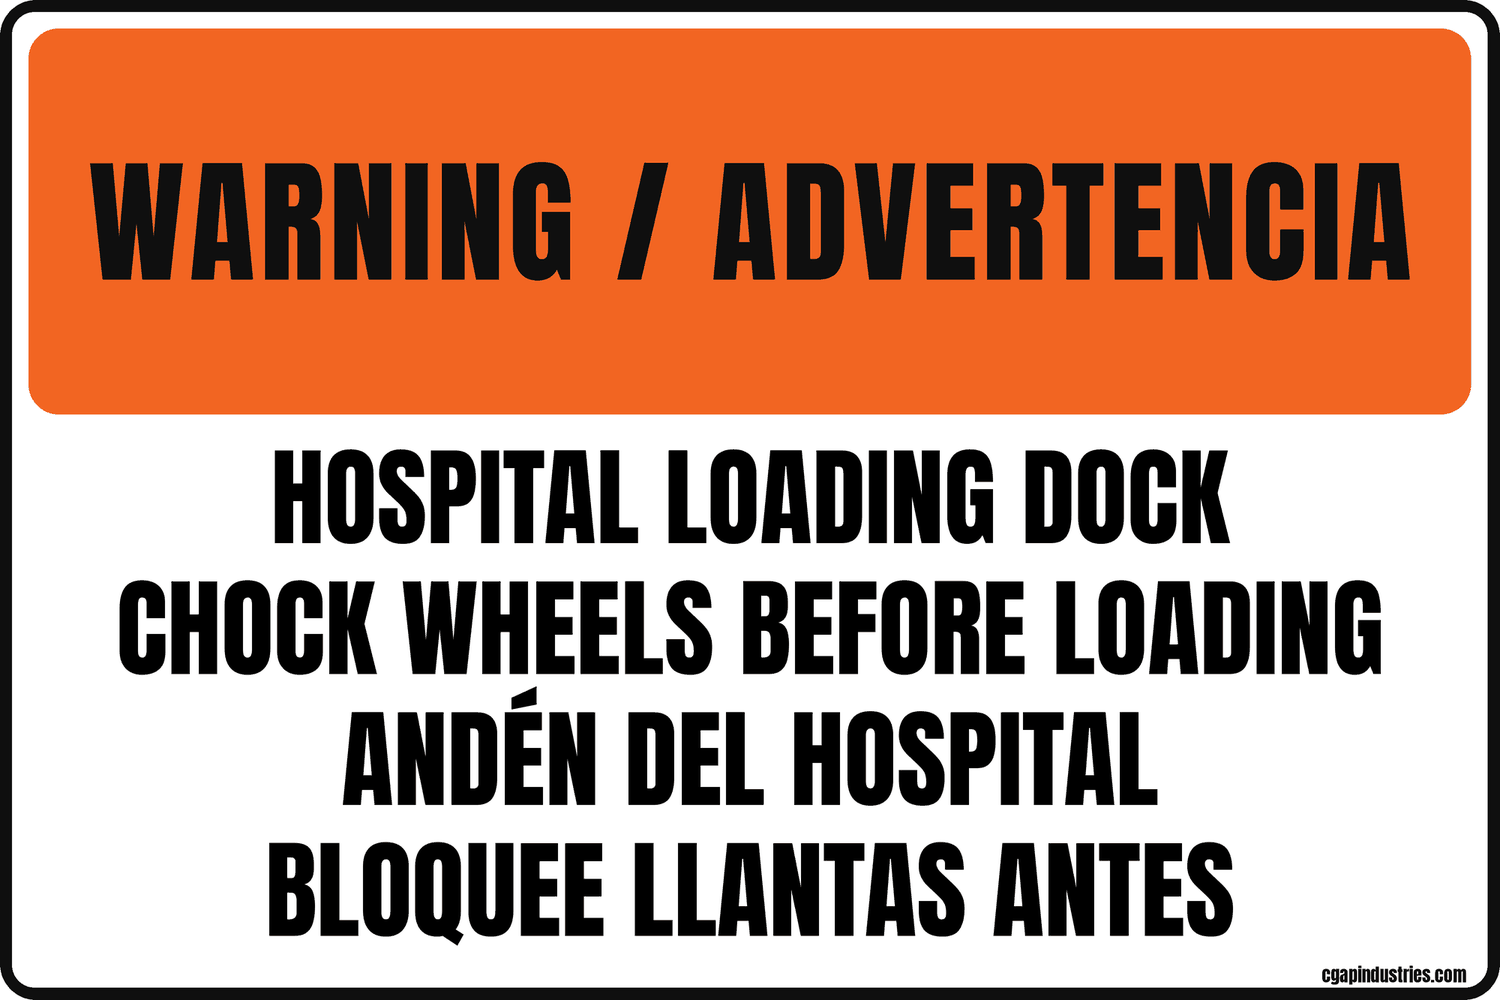 WARNING / ADVERTENCIA
HOSPITAL LOADING DOCK
CHOCK WHEELS BEFORE LOADING
ANDÉN DEL HOSPITAL
BLOQUEE LLANTAS ANTES
cgapindustries.com